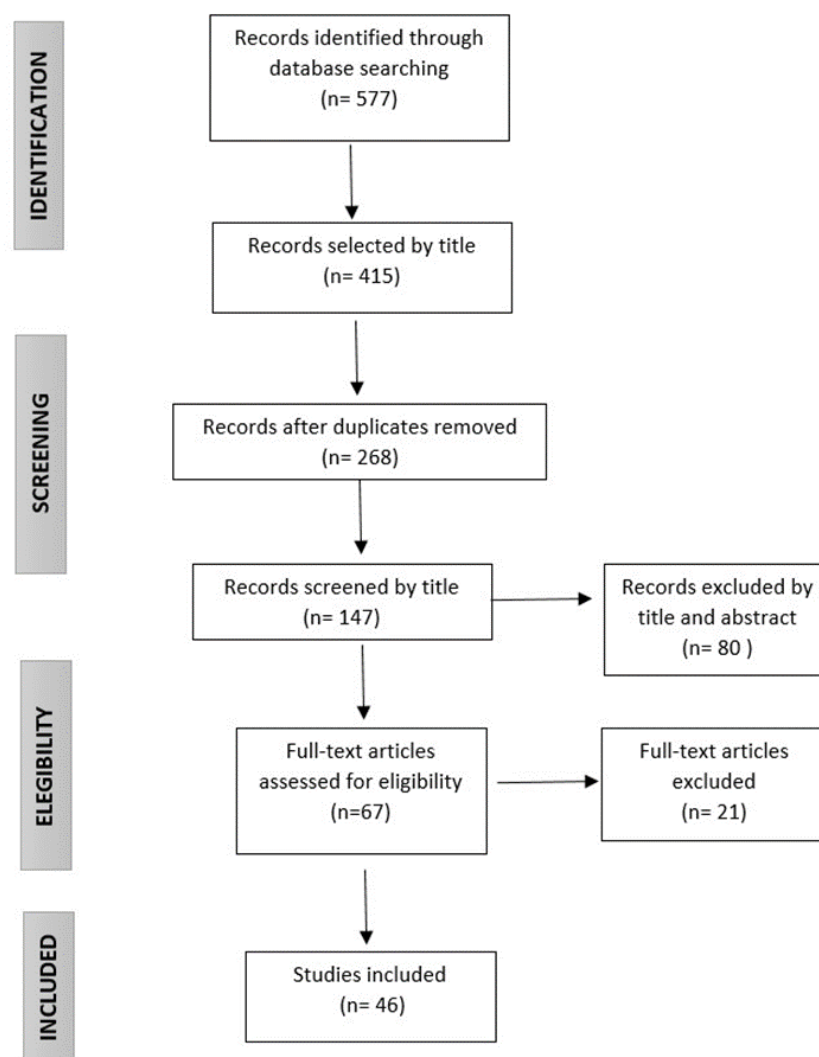 IDENTIFICATION
Records identified through
database searching
(n= 577)
Records selected by title
(n= 415)
SCREENING
Records after duplicates removed
(n= 268)
Records screened by title
(n= 147)
Records excluded by
title and abstract
(n= 80 )
ELEGIBILITY
Full-text articles
assessed for eligibility
(n=67)
Full-text articles
excluded
(n= 21)
INCLUDED
Studies included
(n= 46)